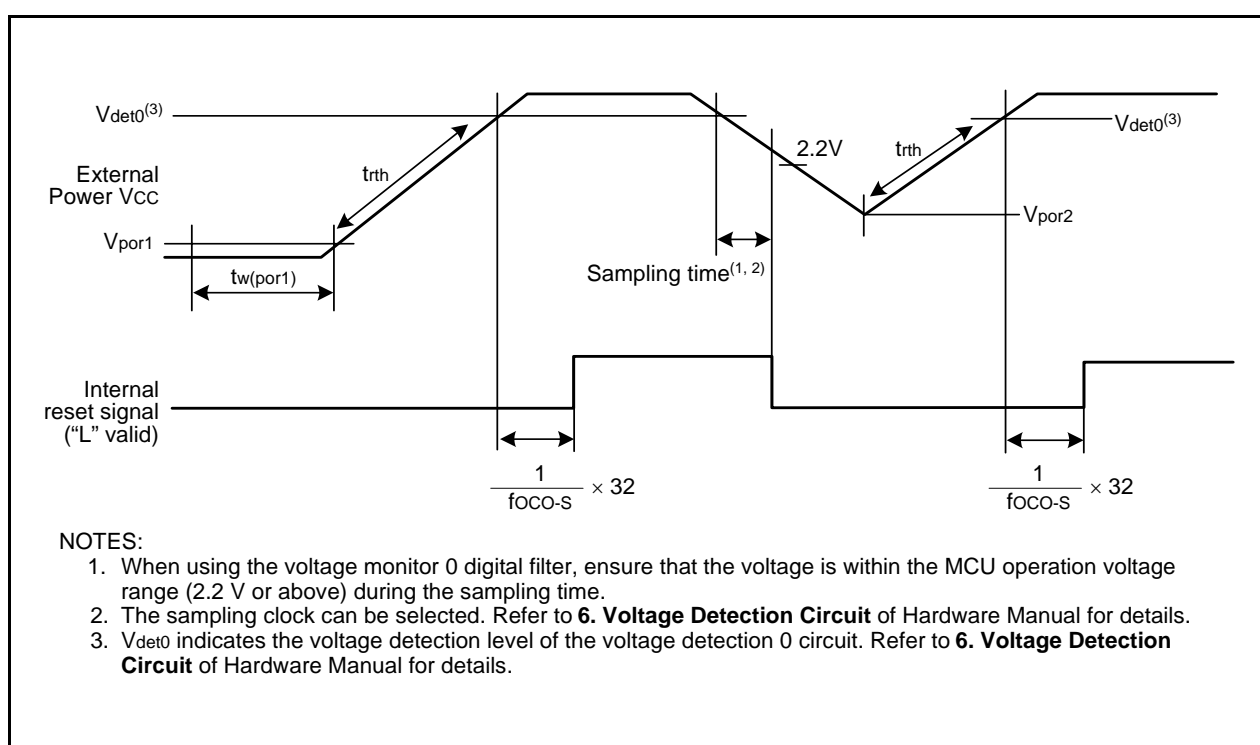 Vdet0(3)
2.2V
Vdet0(3)
trth
trth
External
Power VCC
Vpor1
Vpor2
tw(por1)
Sampling time(1, 2)
Internal
reset signal
(“L” valid)
1
fOCO-S
× 32
1
fOCO-S
× 32
NOTES:
1. When using the voltage monitor 0 digital filter, ensure that the voltage is within the MCU operation voltage
range (2.2 V or above) during the sampling time.
2. The sampling clock can be selected. Refer to 6. Voltage Detection Circuit of Hardware Manual for details.
3. Vdet0 indicates the voltage detection level of the voltage detection 0 circuit. Refer to 6. Voltage Detection
Circuit of Hardware Manual for details.